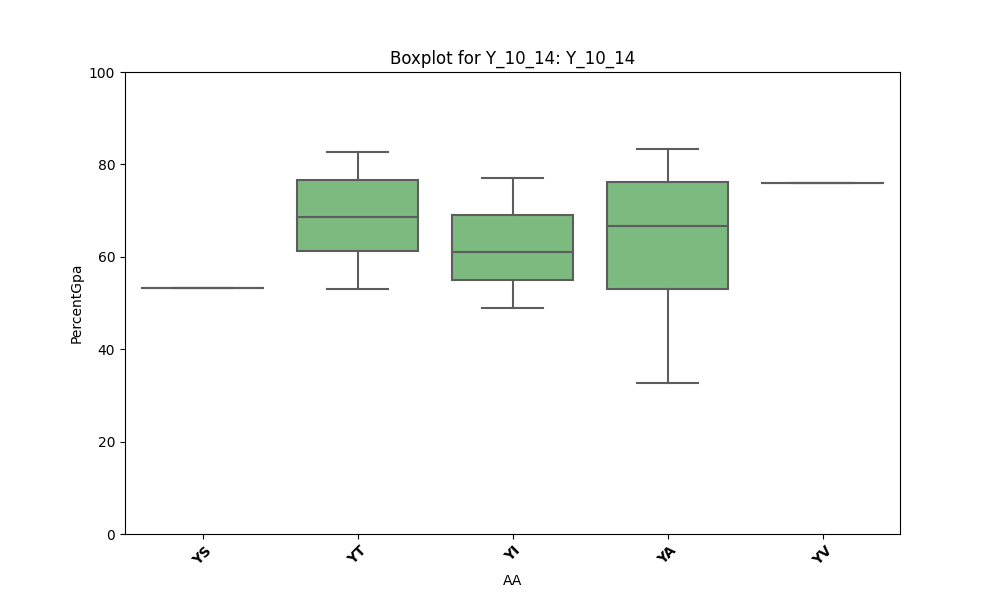 Boxplot for Y_10_14: Y_10_14
100
80
60
40
20
0
PercentGpa
YS
YT
YI
YA
YV
AA